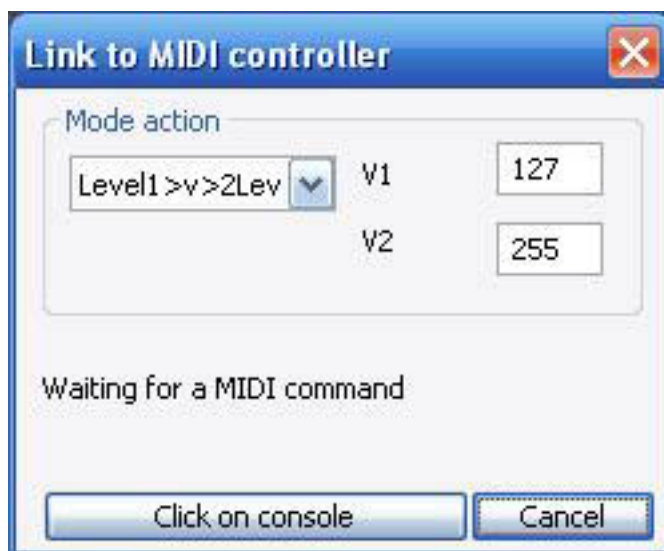 Link to MIDI controller
Mode action
Level1>v>2Lev V1 127
V2 255
Waiting for a MIDI command
Click on console Cancel